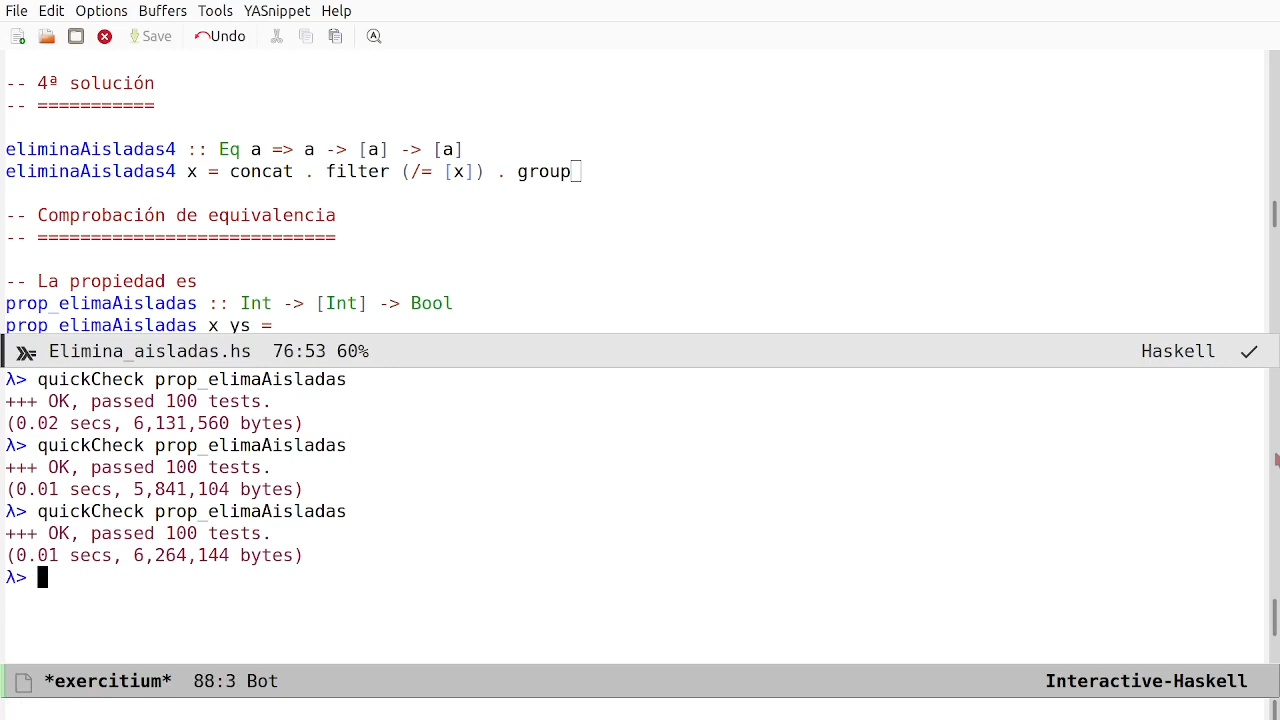 File Edit Options Buffers Tools YASnippet Help
Save Undo
-- 4ª solución
-- ===========
eliminaAisladas4 :: Eq a => a -> [a] -> [a]
eliminaAisladas4 x = concat . filter (/= [x]) . group
-- Comprobación de equivalencia
-- ============================
-- La propiedad es
prop_elimaAisladas :: Int -> [Int] -> Bool
prop_elimaAisladas x ys =
Elimina_aisladas.hs 76:53 60% Haskell ✓
λ> quickCheck prop_elimaAisladas
+++ OK, passed 100 tests.
(0.02 secs, 6,131,560 bytes)
λ> quickCheck prop_elimaAisladas
+++ OK, passed 100 tests.
(0.01 secs, 5,841,104 bytes)
λ> quickCheck prop_elimaAisladas
+++ OK, passed 100 tests.
(0.01 secs, 6,264,144 bytes)
λ>
*exercitium* 88:3 Bot Interactive-Haskell